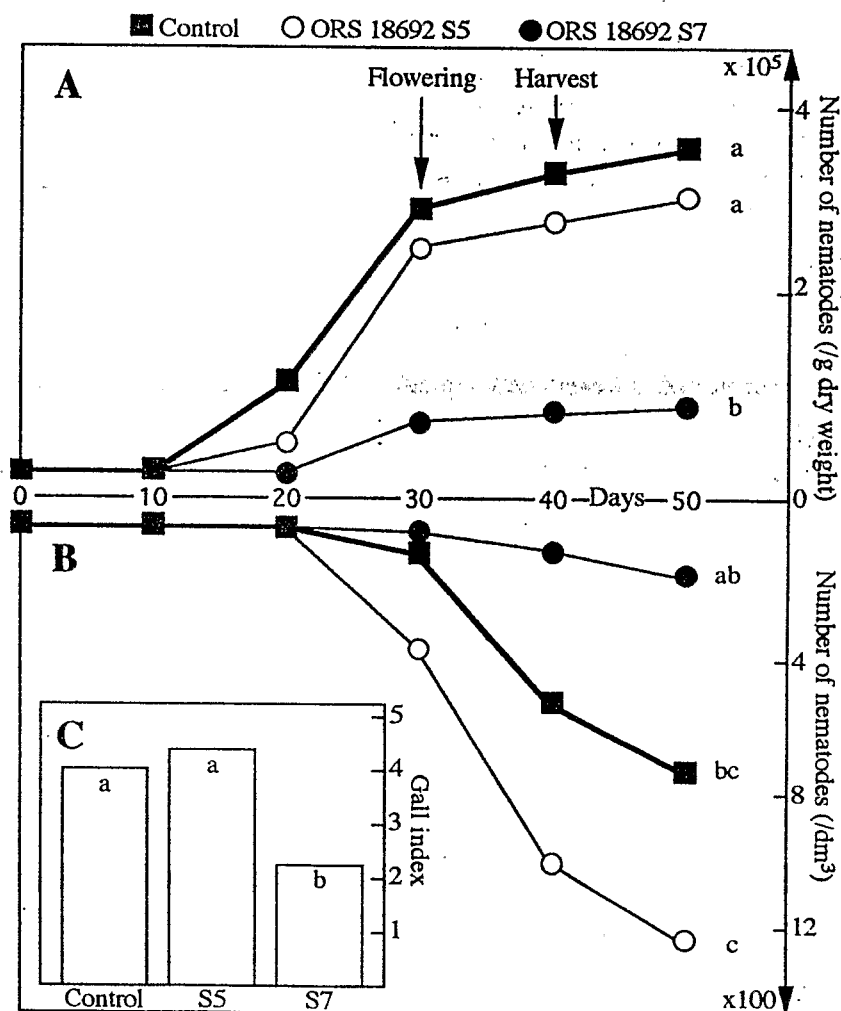 Control ORS 18692 S5 ORS 18692 S7
A
Flowering Harvest
x 10⁵
4
2
0
Number of nematodes (/g dry weight)
a
a
b
0 10 20 30 40 Days 50
B
ab
bc
c
4
8
12
x100
Number of nematodes (/dm³)
C
a
a
b
5
4
3
2
1
Gall index
Control S5 S7